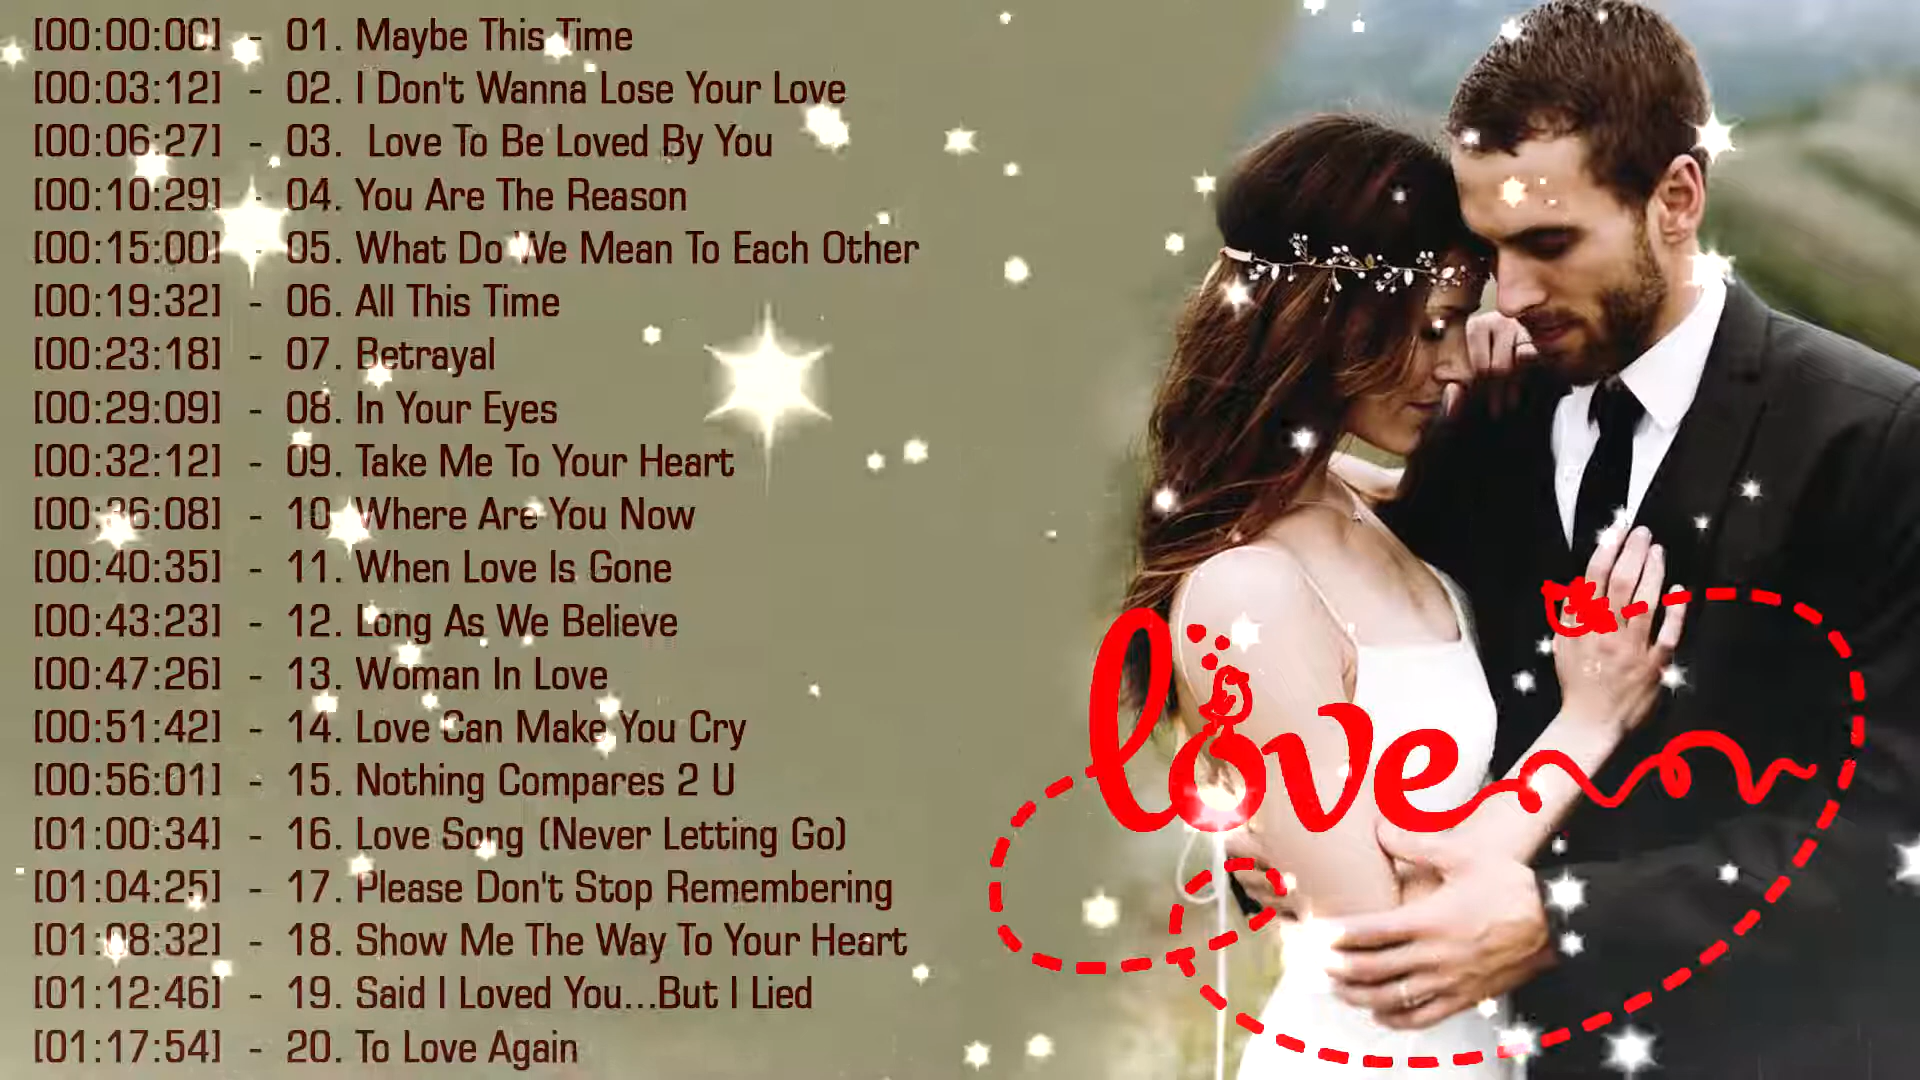 [00:00:00] - 01. Maybe This Time
[00:03:12] - 02. I Don't Wanna Lose Your Love
[00:06:27] - 03. Love To Be Loved By You
[00:10:29] - 04. You Are The Reason
[00:15:00] - 05. What Do We Mean To Each Other
[00:19:32] - 06. All This Time
[00:23:18] - 07. Betrayal
[00:29:09] - 08. In Your Eyes
[00:32:12] - 09. Take Me To Your Heart
[00:36:08] - 10. Where Are You Now
[00:40:35] - 11. When Love Is Gone
[00:43:23] - 12. Long As We Believe
[00:47:26] - 13. Woman In Love
[00:51:42] - 14. Love Can Make You Cry
[00:56:01] - 15. Nothing Compares 2 U
[01:00:34] - 16. Love Song (Never Letting Go)
[01:04:25] - 17. Please Don't Stop Remembering
[01:08:32] - 18. Show Me The Way To Your Heart
[01:12:46] - 19. Said I Loved You...But I Lied
[01:17:54] - 20. To Love Again
love